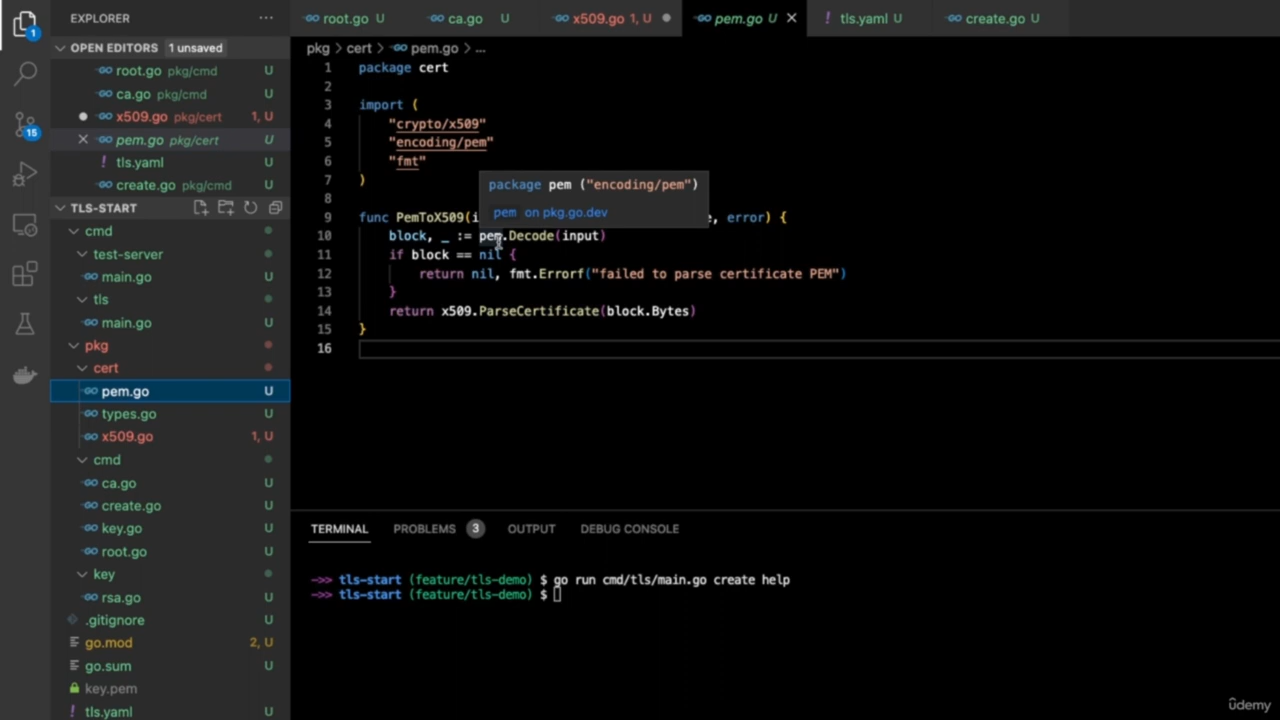 EXPLORER
OPEN EDITORS 1 unsaved
root.go pkg/cmd U
ca.go pkg/cmd U
x509.go pkg/cert 1, U
pem.go pkg/cert U
tls.yaml U
create.go pkg/cmd U
TLS-START
cmd
test-server
main.go U
tls
main.go U
pkg
cert
pem.go U
types.go U
x509.go 1, U
cmd
ca.go U
create.go U
key.go U
root.go U
key
rsa.go U
.gitignore U
go.mod 2, U
go.sum U
key.pem
tls.yaml U
1
15
root.go U ca.go U x509.go 1, U pem.go U tls.yaml U create.go U
pkg > cert > pem.go > ...
1 package cert
2
3 import (
4 "crypto/x509"
5 "encoding/pem"
6 "fmt"
7 )
8
package pem ("encoding/pem")
pem on pkg.go.dev
9 func PemToX509( , error) {
10 block, _ := pem.Decode(input)
11 if block == nil {
12 return nil, fmt.Errorf("failed to parse certificate PEM")
13 }
14 return x509.ParseCertificate(block.Bytes)
15 }
16
TERMINAL PROBLEMS 3 OUTPUT DEBUG CONSOLE
->> tls-start (feature/tls-demo) $ go run cmd/tls/main.go create help
->> tls-start (feature/tls-demo) $
ûdemy